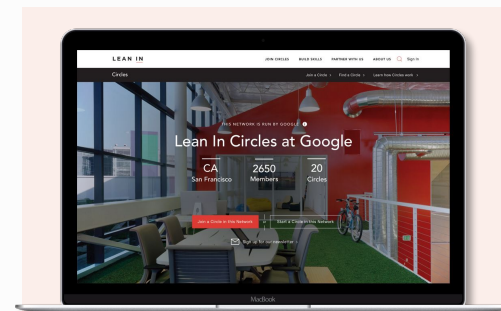 LEAN IN
JOIN CIRCLES BUILD SKILLS PARTNER WITH US ABOUT US Sign In
Circles
Join a Circle Find a Circle Learn how Circles work
THIS NETWORK IS RUN BY GOOGLE
Lean In Circles at Google
CA 2650 20
San Francisco Members Circles
Join a Circle in this Network or Start a Circle in this Network
Sign up for our newsletter
MacBook